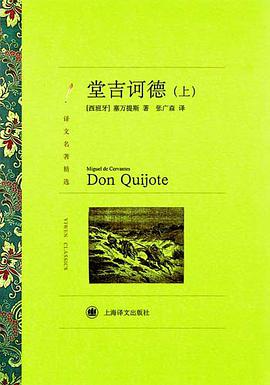 堂吉诃德(上)
[西班牙] 塞万提斯 著 张广森 译
译文名著精选
Miguel de Cervantes
Don Quijote
YIWEN CLASSICS
上海译文出版社